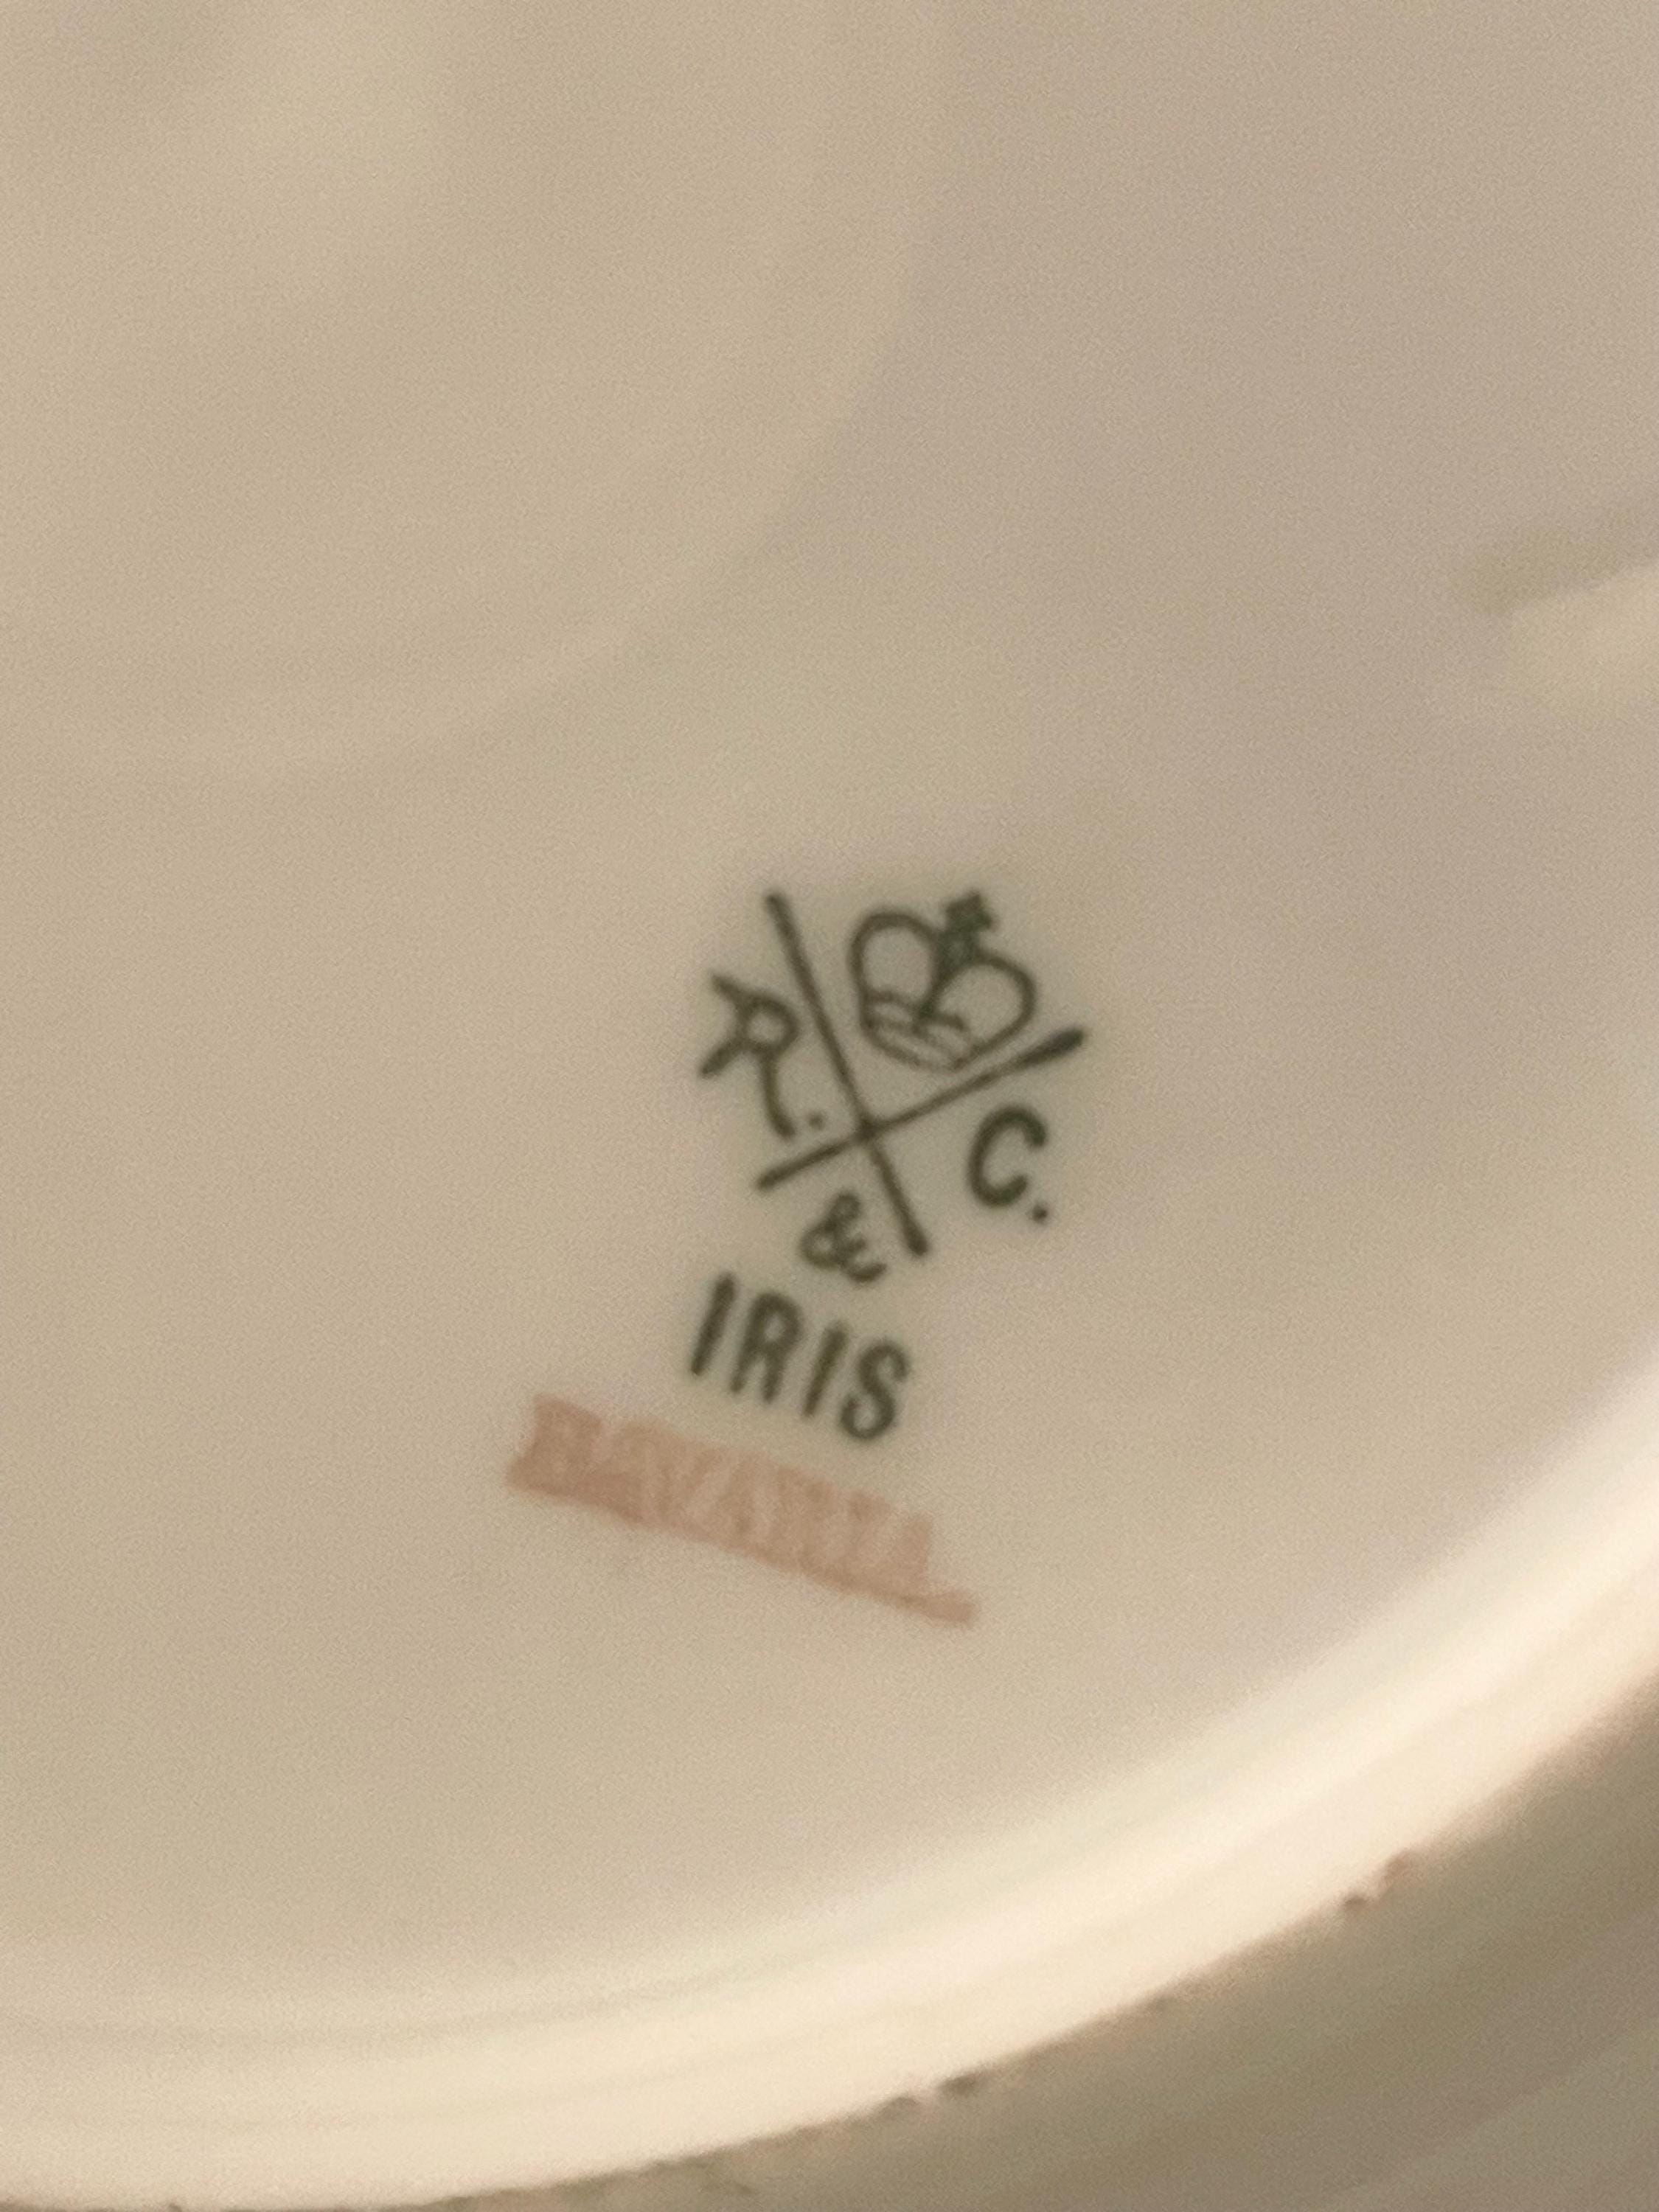 R. C.
&
IRIS
BAVARIA